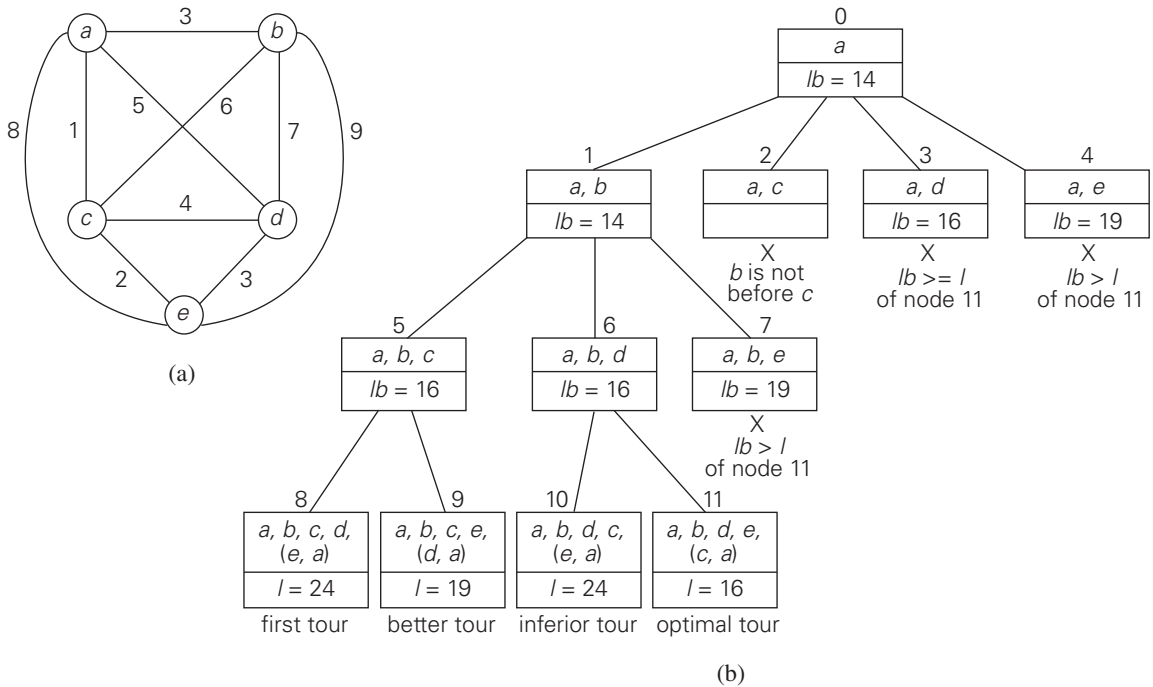 3
a
b
5
6
8
1
7
9
4
c
d
2
3
e
(a)
0
a
lb = 14
1
a, b
lb = 14
2
a, c
X
b is not
before c
3
a, d
lb = 16
X
lb >= l
of node 11
4
a, e
lb = 19
X
lb > l
of node 11
5
a, b, c
lb = 16
6
a, b, d
lb = 16
7
a, b, e
lb = 19
X
lb > l
of node 11
8
a, b, c, d,
(e, a)
l = 24
first tour
9
a, b, c, e,
(d, a)
l = 19
better tour
10
a, b, d, c,
(e, a)
l = 24
inferior tour
11
a, b, d, e,
(c, a)
l = 16
optimal tour
(b)